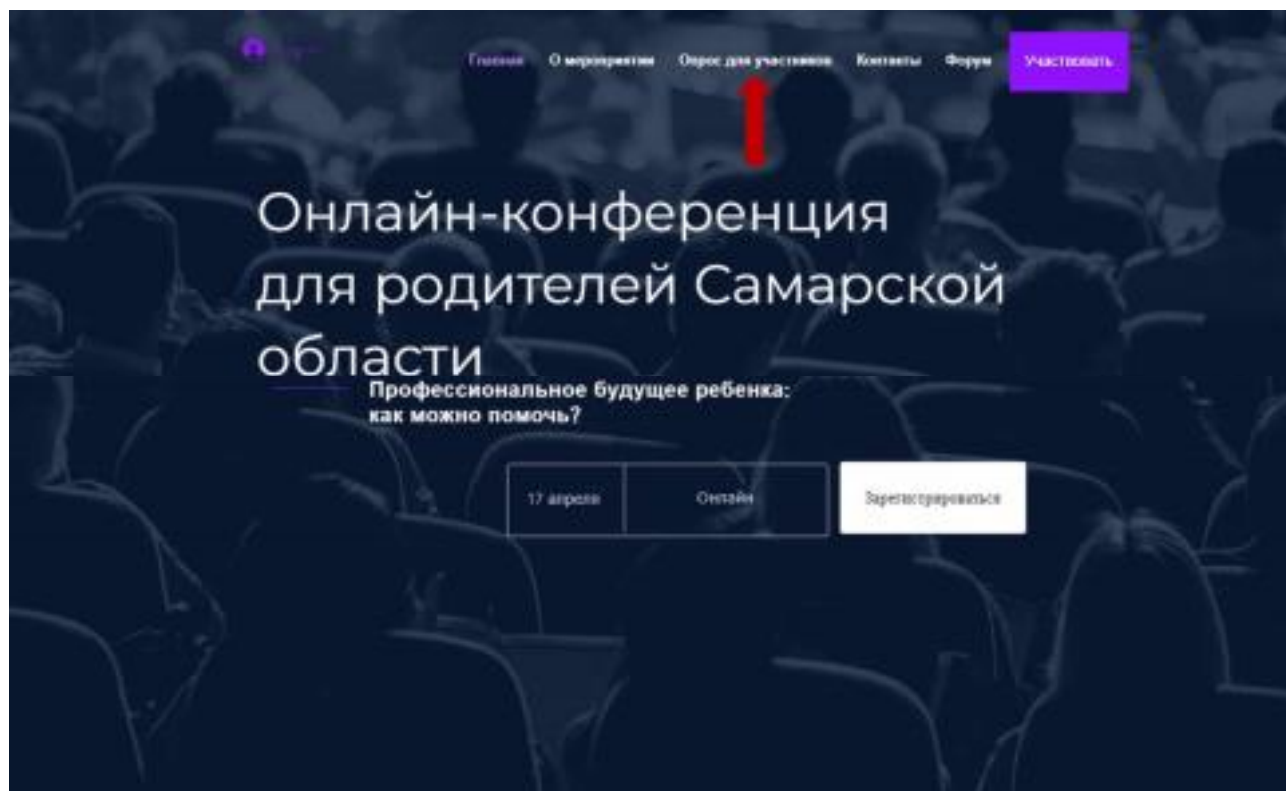 Главная О мероприятии Опрос для участников Контакты Форум Участвовать
Онлайн-конференция
для родителей Самарской
области
Профессиональное будущее ребенка:
как можно помочь?
17 апреля Онлайн Зарегистрироваться